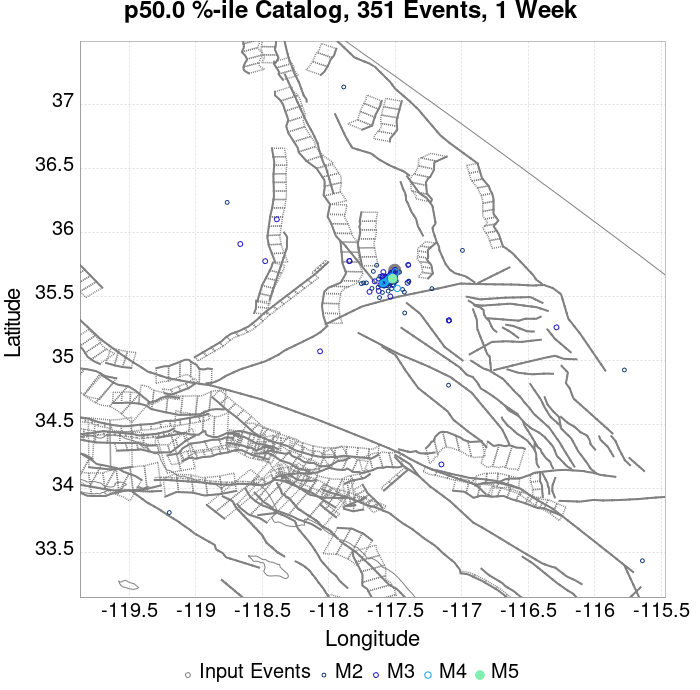 p50.0 %-ile Catalog, 351 Events, 1 Week
37
36.5
36
35.5
35
34.5
34
33.5
Latitude
-119.5 -119 -118.5 -118 -117.5 -117 -116.5 -116 -115.5
Longitude
Input Events M2 M3 M4 M5